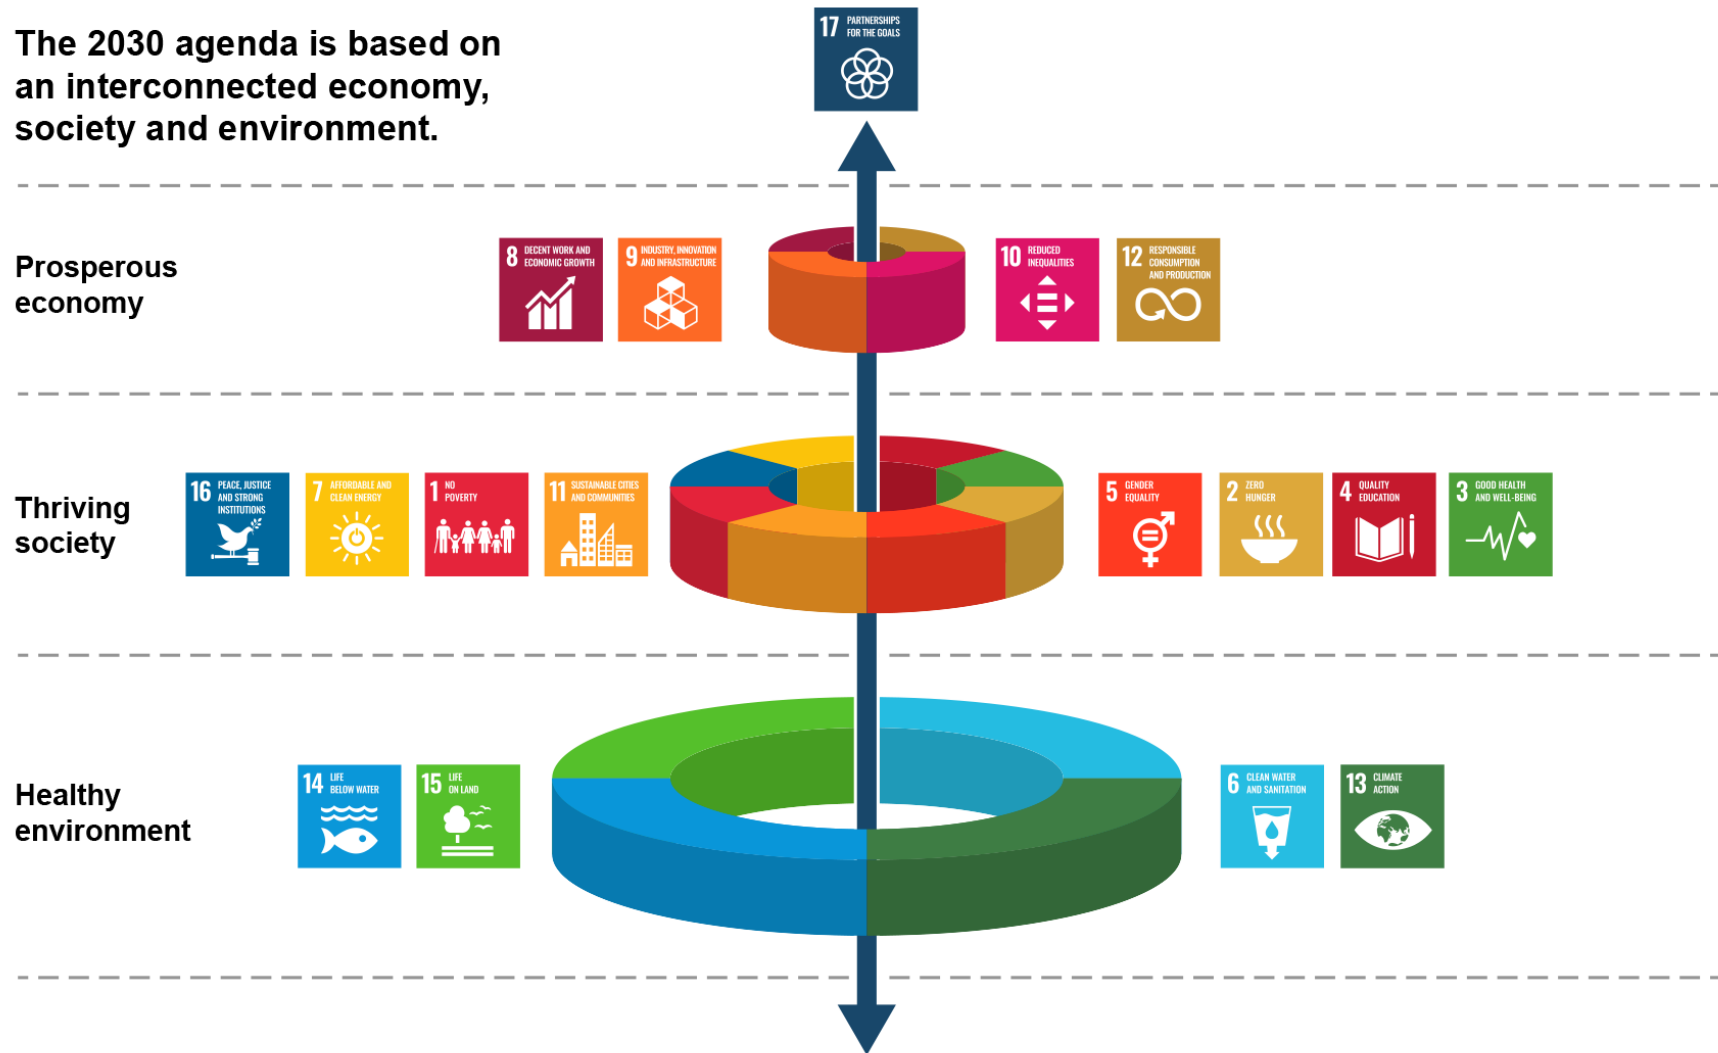 The 2030 agenda is based on
an interconnected economy,
society and environment.
17 PARTNERSHIPS
FOR THE GOALS
Prosperous
economy
8 DECENT WORK AND
ECONOMIC GROWTH
9 INDUSTRY, INNOVATION
AND INFRASTRUCTURE
10 REDUCED
INEQUALITIES
12 RESPONSIBLE
CONSUMPTION
AND PRODUCTION
Thriving
society
16 PEACE, JUSTICE
AND STRONG
INSTITUTIONS
7 AFFORDABLE AND
CLEAN ENERGY
1 NO
POVERTY
11 SUSTAINABLE CITIES
AND COMMUNITIES
5 GENDER
EQUALITY
2 ZERO
HUNGER
4 QUALITY
EDUCATION
3 GOOD HEALTH
AND WELL-BEING
Healthy
environment
14 LIFE
BELOW WATER
15 LIFE
ON LAND
6 CLEAN WATER
AND SANITATION
13 CLIMATE
ACTION